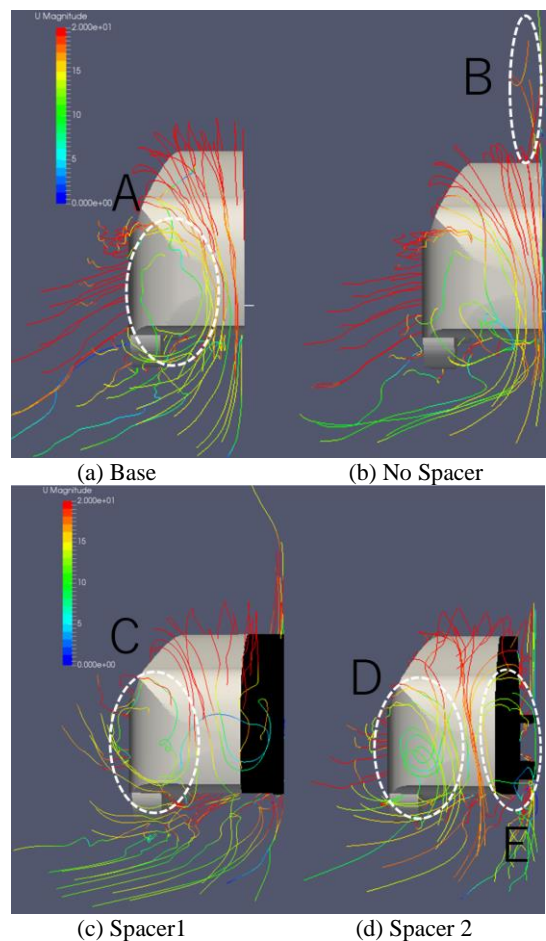 U Magnitude
2.000e+01
15
10
5
0.000e+00
A
B
(a) Base
(b) No Spacer
U Magnitude
2.000e+01
15
10
5
0.000e+00
C
D
E
(c) Spacer1
(d) Spacer 2